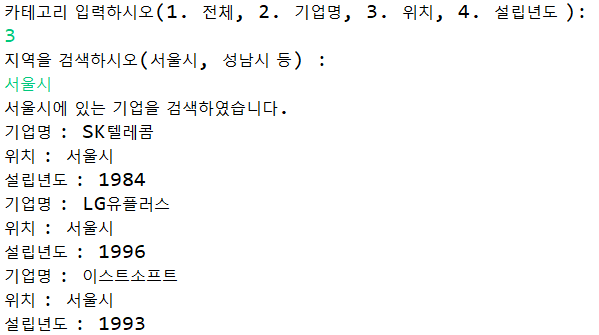 카테고리 입력하시오(1. 전체, 2. 기업명, 3. 위치, 4. 설립년도 ):
3
지역을 검색하시오(서울시, 성남시 등) :
서울시
서울시에 있는 기업을 검색하였습니다.
기업명 : SK텔레콤
위치 : 서울시
설립년도 : 1984
기업명 : LG유플러스
위치 : 서울시
설립년도 : 1996
기업명 : 이스트소프트
위치 : 서울시
설립년도 : 1993